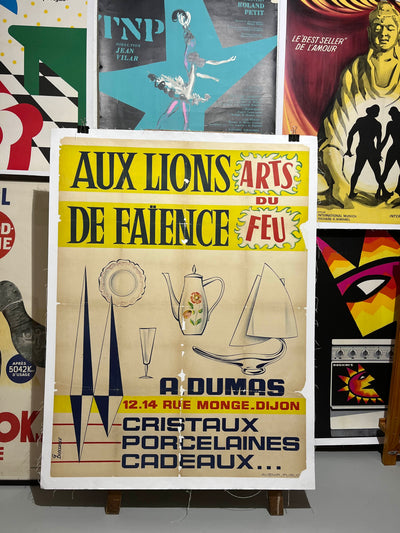 TNP
DIRECTION
JEAN
VILAR
ROLAND
PETIT
LE "BEST SELLER"
DE L'AMOUR
AUX LIONS ARTS
DU
DE FAÏENCE FEU
A.DUMAS
12.14 RUE MONGE.DIJON
CRISTAUX
PORCELAINES
CADEAUX...
APRÈS
5042K